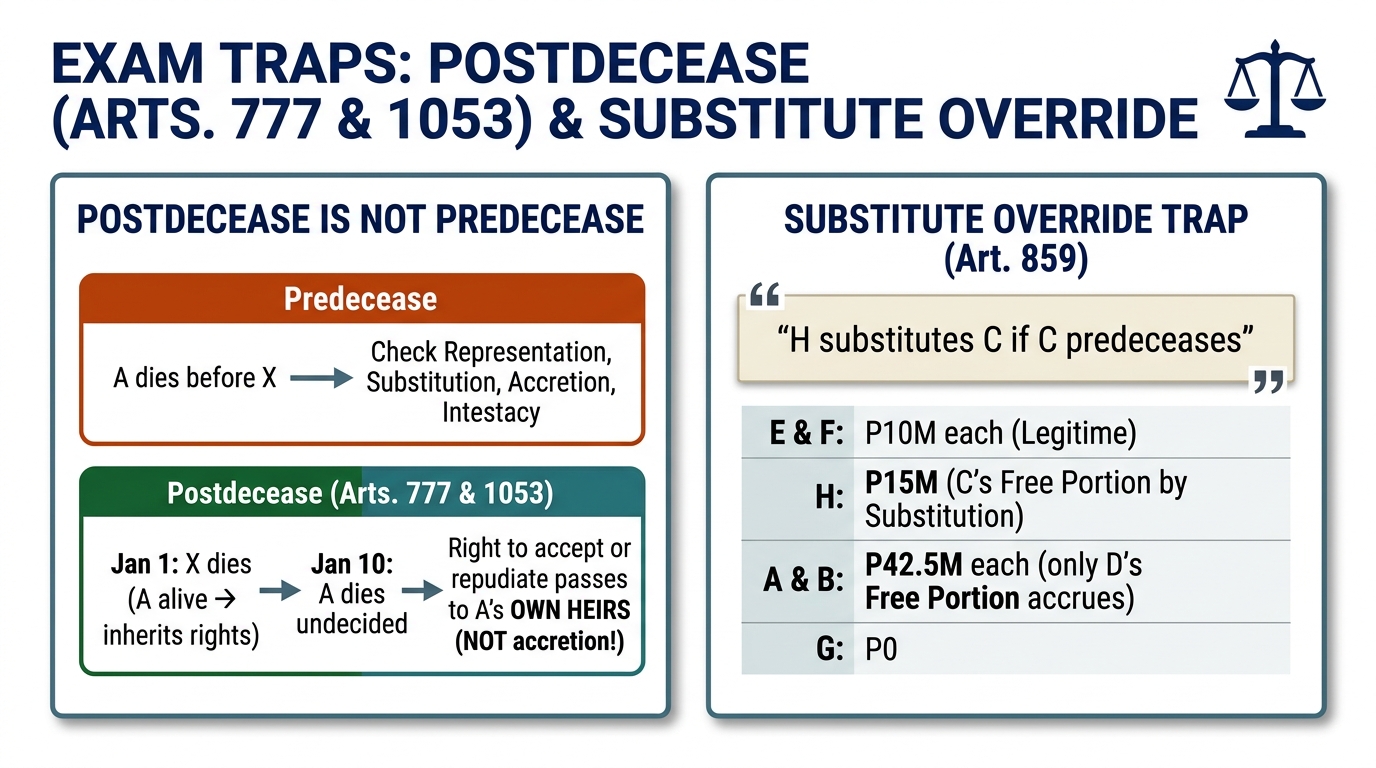 EXAM TRAPS: POSTDECEASE
(ARTS. 777 & 1053) & SUBSTITUTE OVERRIDE
POSTDECEASE IS NOT PREDECEASE
Predecease
A dies before X
Check Representation,
Substitution, Accretion,
Intestacy
Postdecease (Arts. 777 & 1053)
Jan 1: X dies
(A alive →
inherits rights)
Jan 10:
A dies
undecided
Right to accept or
repudiate passes
to A’s OWN HEIRS
(NOT accretion!)
SUBSTITUTE OVERRIDE TRAP
(Art. 859)
“H substitutes C if C predeceases”
E & F: P10M each (Legitime)
H: P15M (C’s Free Portion by
Substitution)
A & B: P42.5M each (only D’s
Free Portion accrues)
G: P0